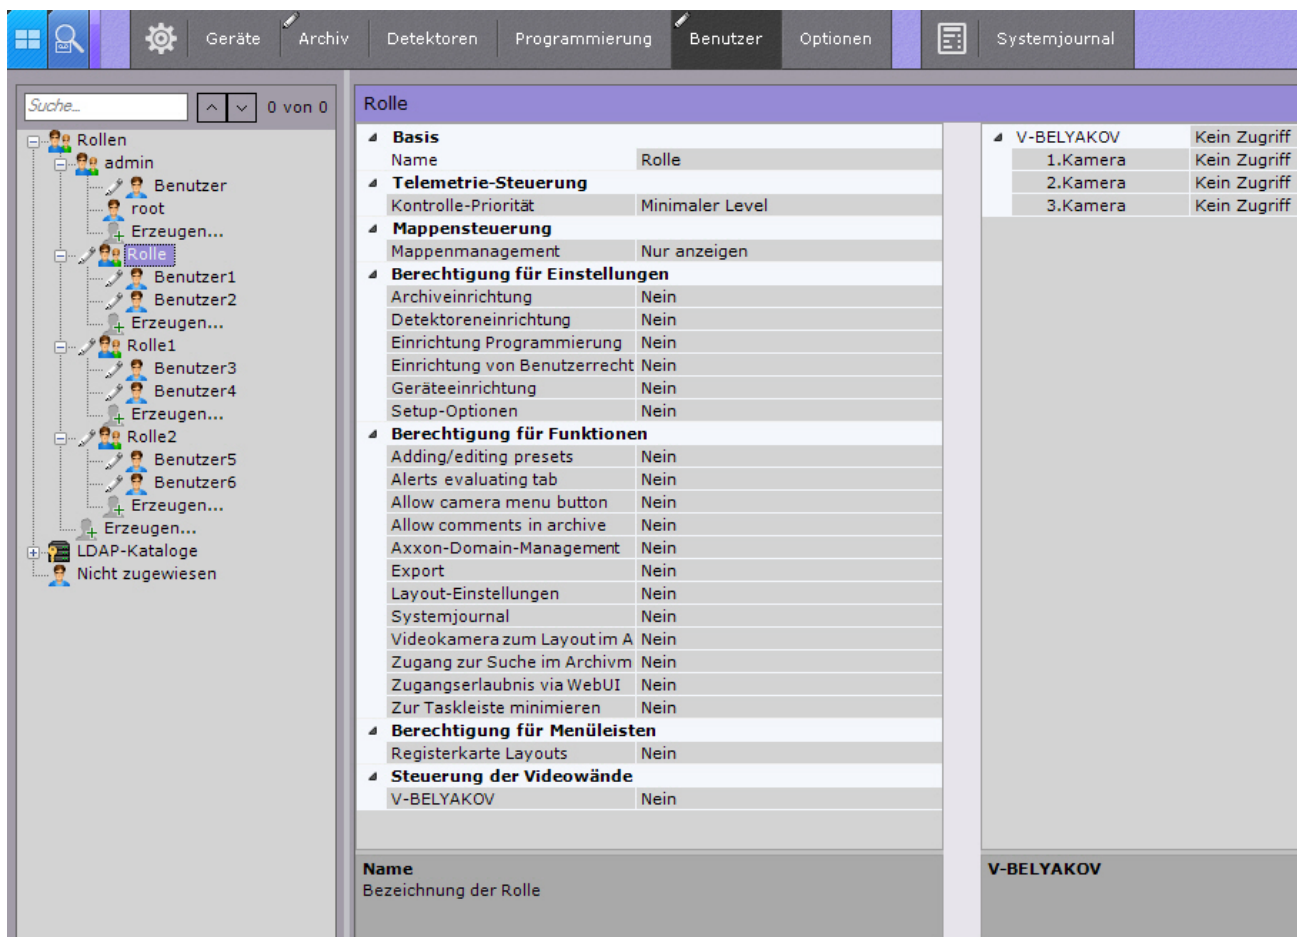 Geräte Archiv Detektoren Programmierung Benutzer Optionen Systemjournal
Suche... 0 von 0
Rollen
admin
Benutzer
root
Erzeugen...
Rolle
Benutzer1
Benutzer2
Erzeugen...
Rolle1
Benutzer3
Benutzer4
Erzeugen...
Rolle2
Benutzer5
Benutzer6
Erzeugen...
Erzeugen...
LDAP-Kataloge
Nicht zugewiesen
Rolle
Basis
Name Rolle
Telemetrie-Steuerung
Kontrolle-Priorität Minimaler Level
Mappensteuerung
Mappenmanagement Nur anzeigen
Berechtigung für Einstellungen
Archiveinrichtung Nein
Detektoreneinrichtung Nein
Einrichtung Programmierung Nein
Einrichtung von Benutzerrecht Nein
Geräteeinrichtung Nein
Setup-Optionen Nein
Berechtigung für Funktionen
Adding/editing presets Nein
Alerts evaluating tab Nein
Allow camera menu button Nein
Allow comments in archive Nein
Axxon-Domain-Management Nein
Export Nein
Layout-Einstellungen Nein
Systemjournal Nein
Videokamera zum Layout im A Nein
Zugang zur Suche im Archivm Nein
Zugangserlaubnis via WebUI Nein
Zur Taskleiste minimieren Nein
Berechtigung für Menüleisten
Registerkarte Layouts Nein
Steuerung der Videowände
V-BELYAKOV Nein
Name
Bezeichnung der Rolle
V-BELYAKOV Kein Zugriff
1.Kamera Kein Zugriff
2.Kamera Kein Zugriff
3.Kamera Kein Zugriff
V-BELYAKOV